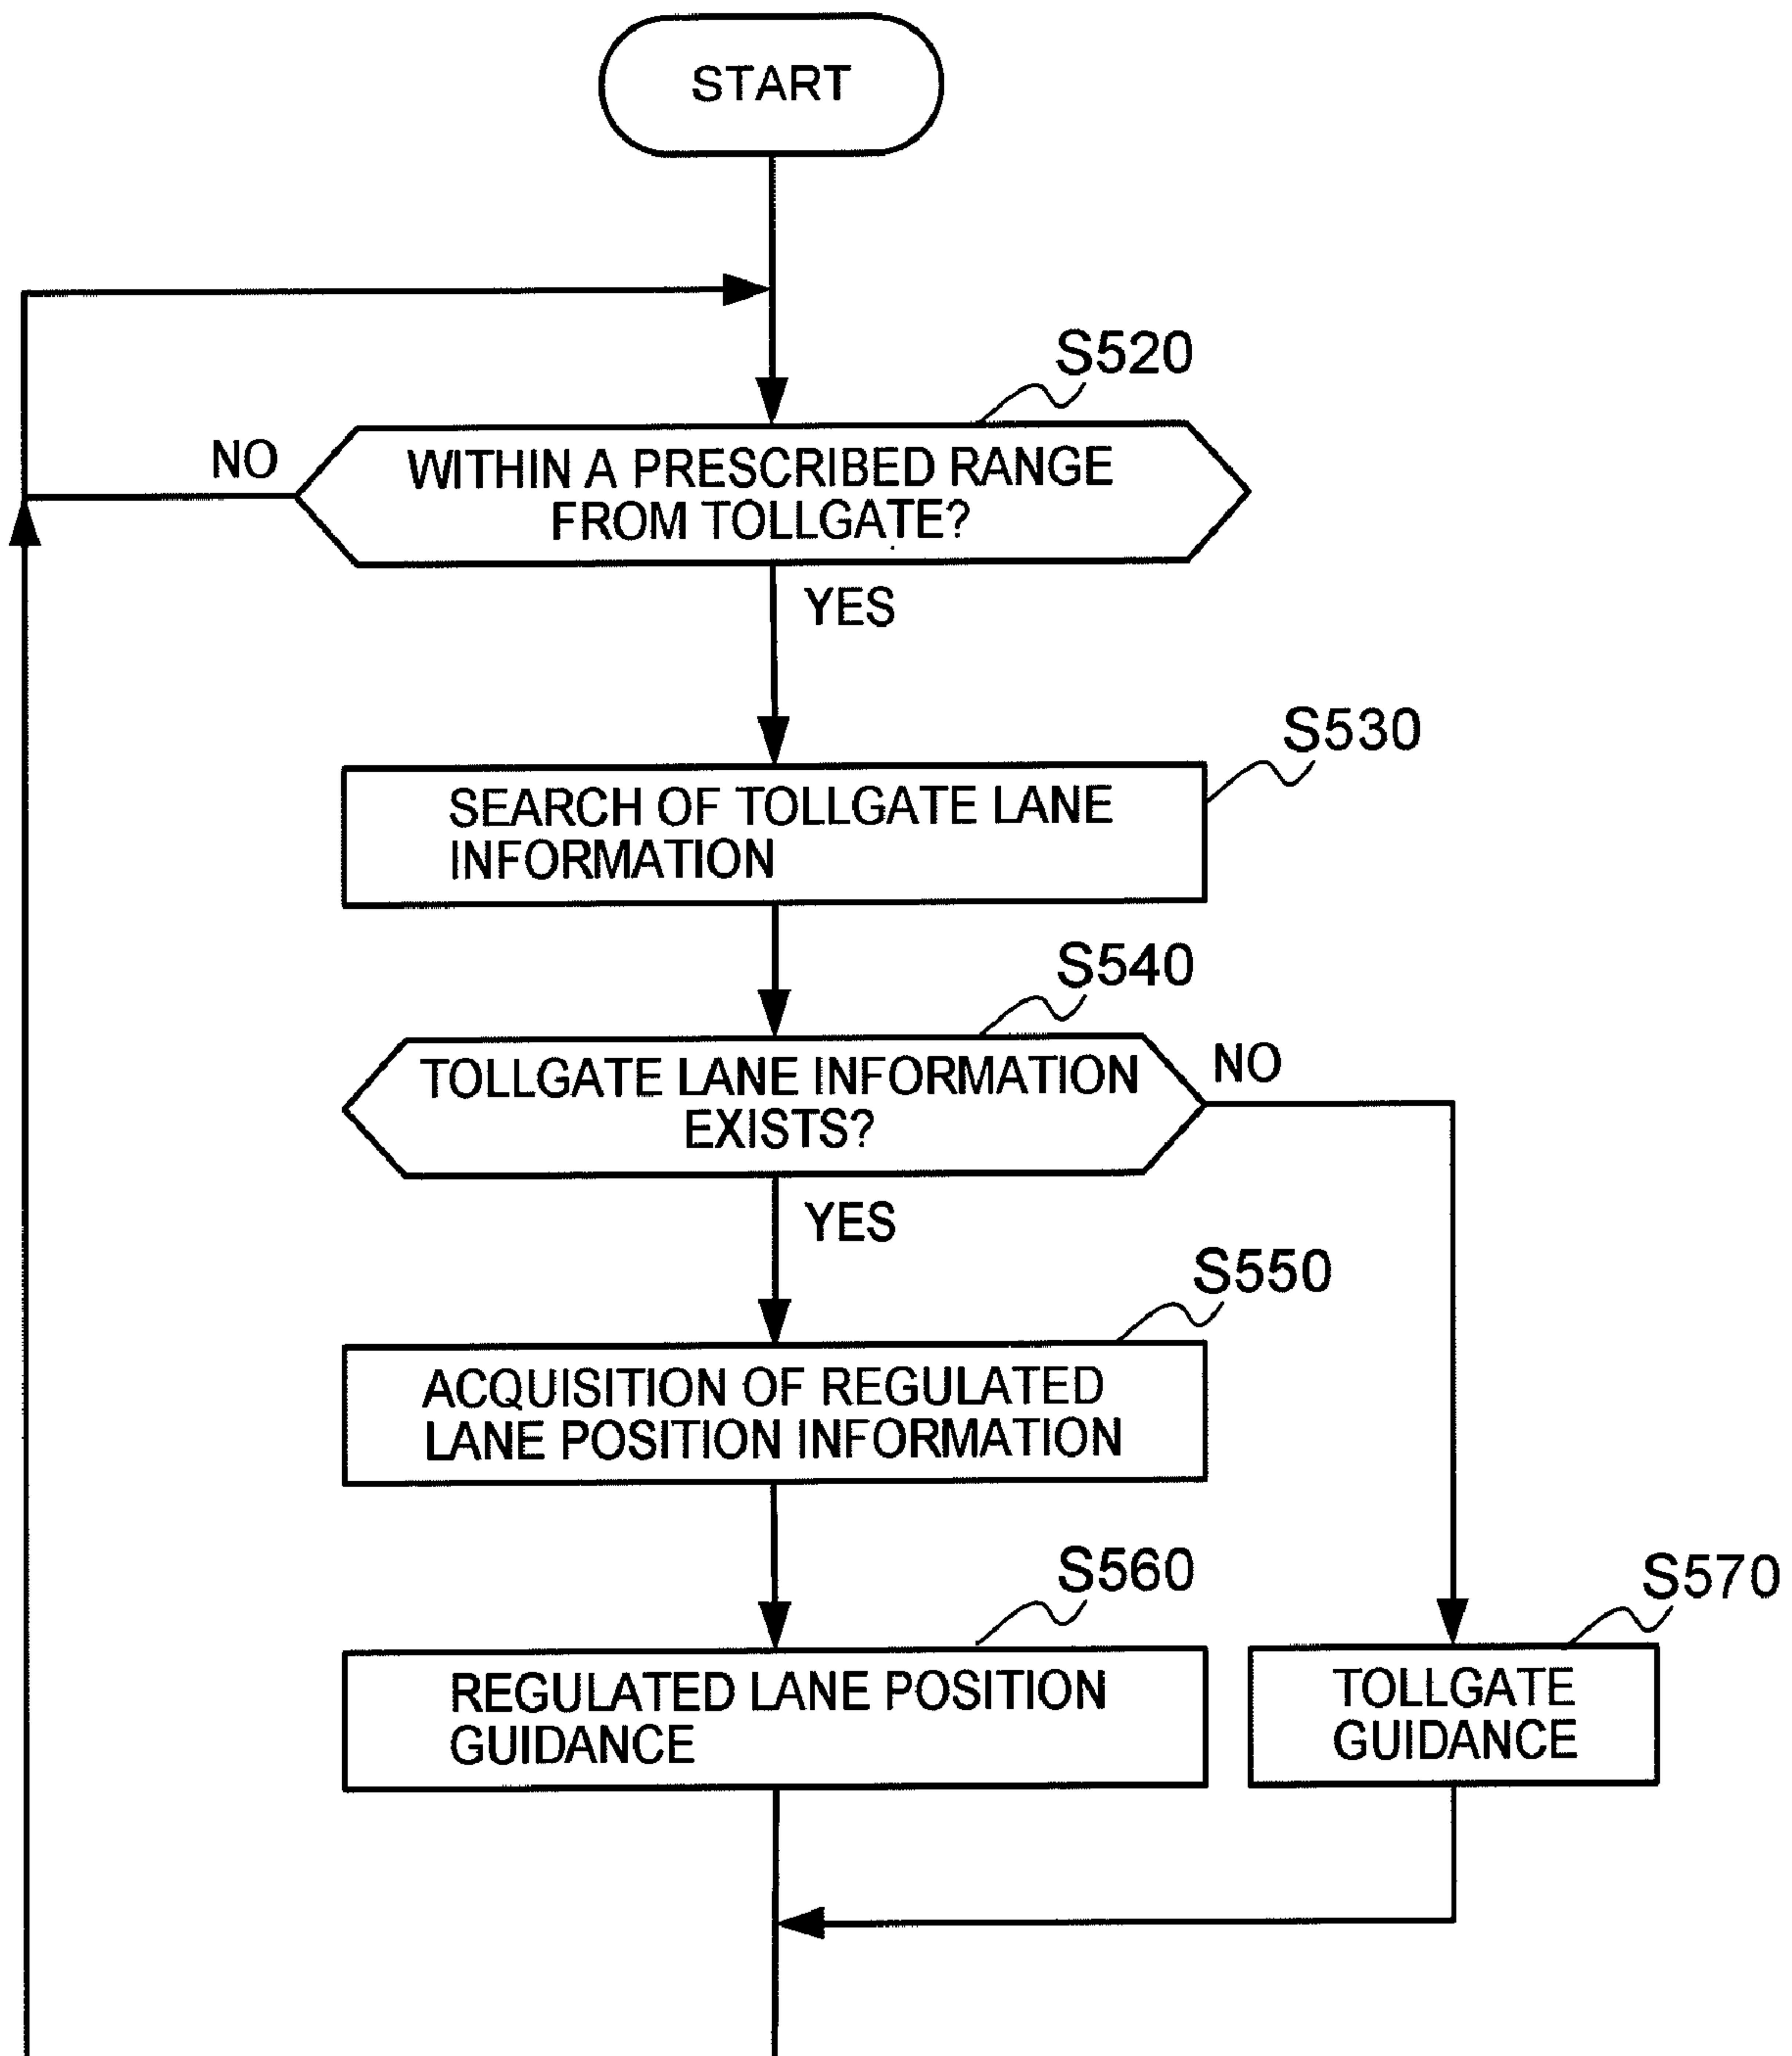 START
S520
NO
WITHIN A PRESCRIBED RANGE
FROM TOLLGATE?
YES
S530
SEARCH OF TOLLGATE LANE
INFORMATION
S540
TOLLGATE LANE INFORMATION
EXISTS?
NO
YES
S550
ACQUISITION OF REGULATED
LANE POSITION INFORMATION
S560
S570
REGULATED LANE POSITION
GUIDANCE
TOLLGATE
GUIDANCE